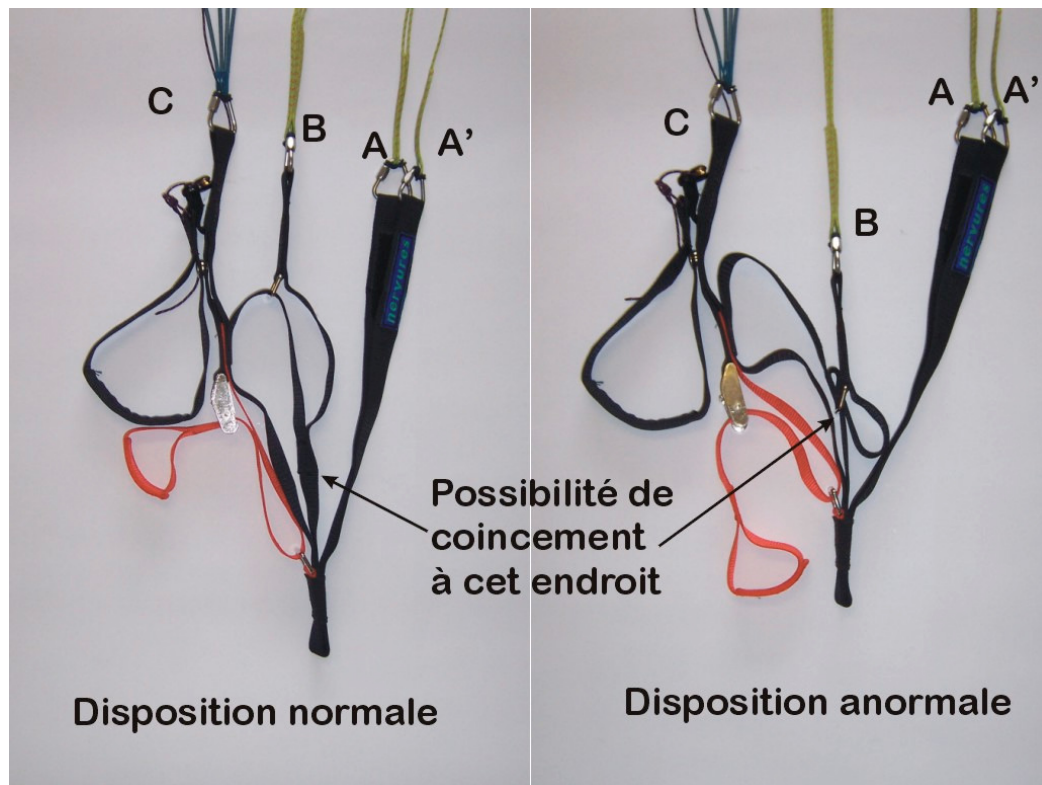 C
B
A
A'
nervures
C
B
A
A'
nervures
Possibilité de
coincement
à cet endroit
Disposition normale
Disposition anormale